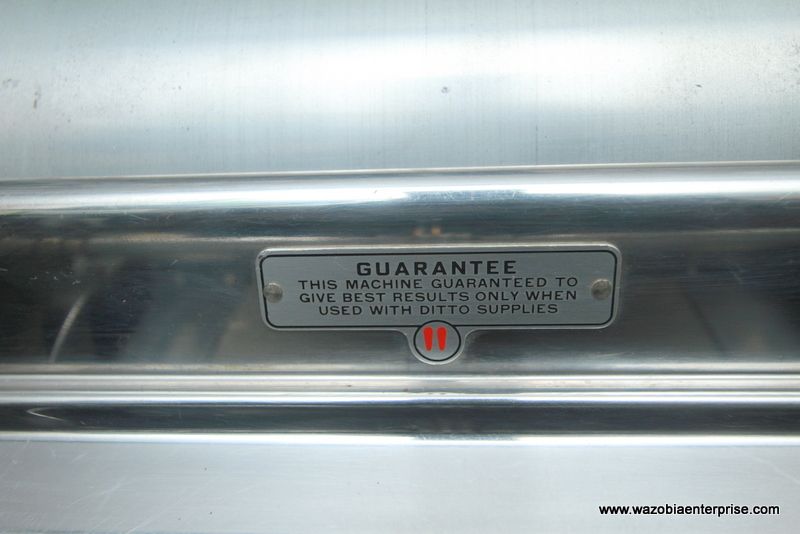 GUARANTEE
THIS MACHINE GUARANTEED TO
GIVE BEST RESULTS ONLY WHEN
USED WITH DITTO SUPPLIES
www.wazobiaenterprise.com